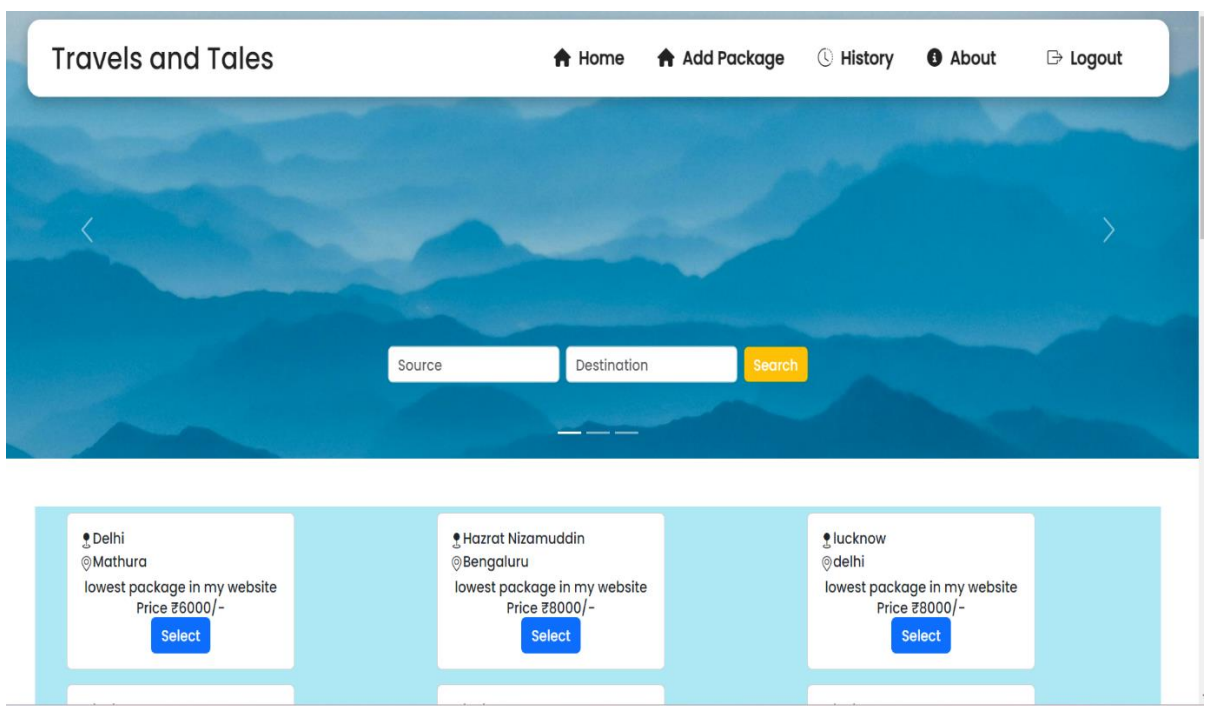 Travels and Tales
Home Add Package History About Logout
Source Destination Search
Delhi
Mathura
lowest package in my website
Price ₹6000/-
Select
Hazrat Nizamuddin
Bengaluru
lowest package in my website
Price ₹8000/-
Select
lucknow
delhi
lowest package in my website
Price ₹8000/-
Select